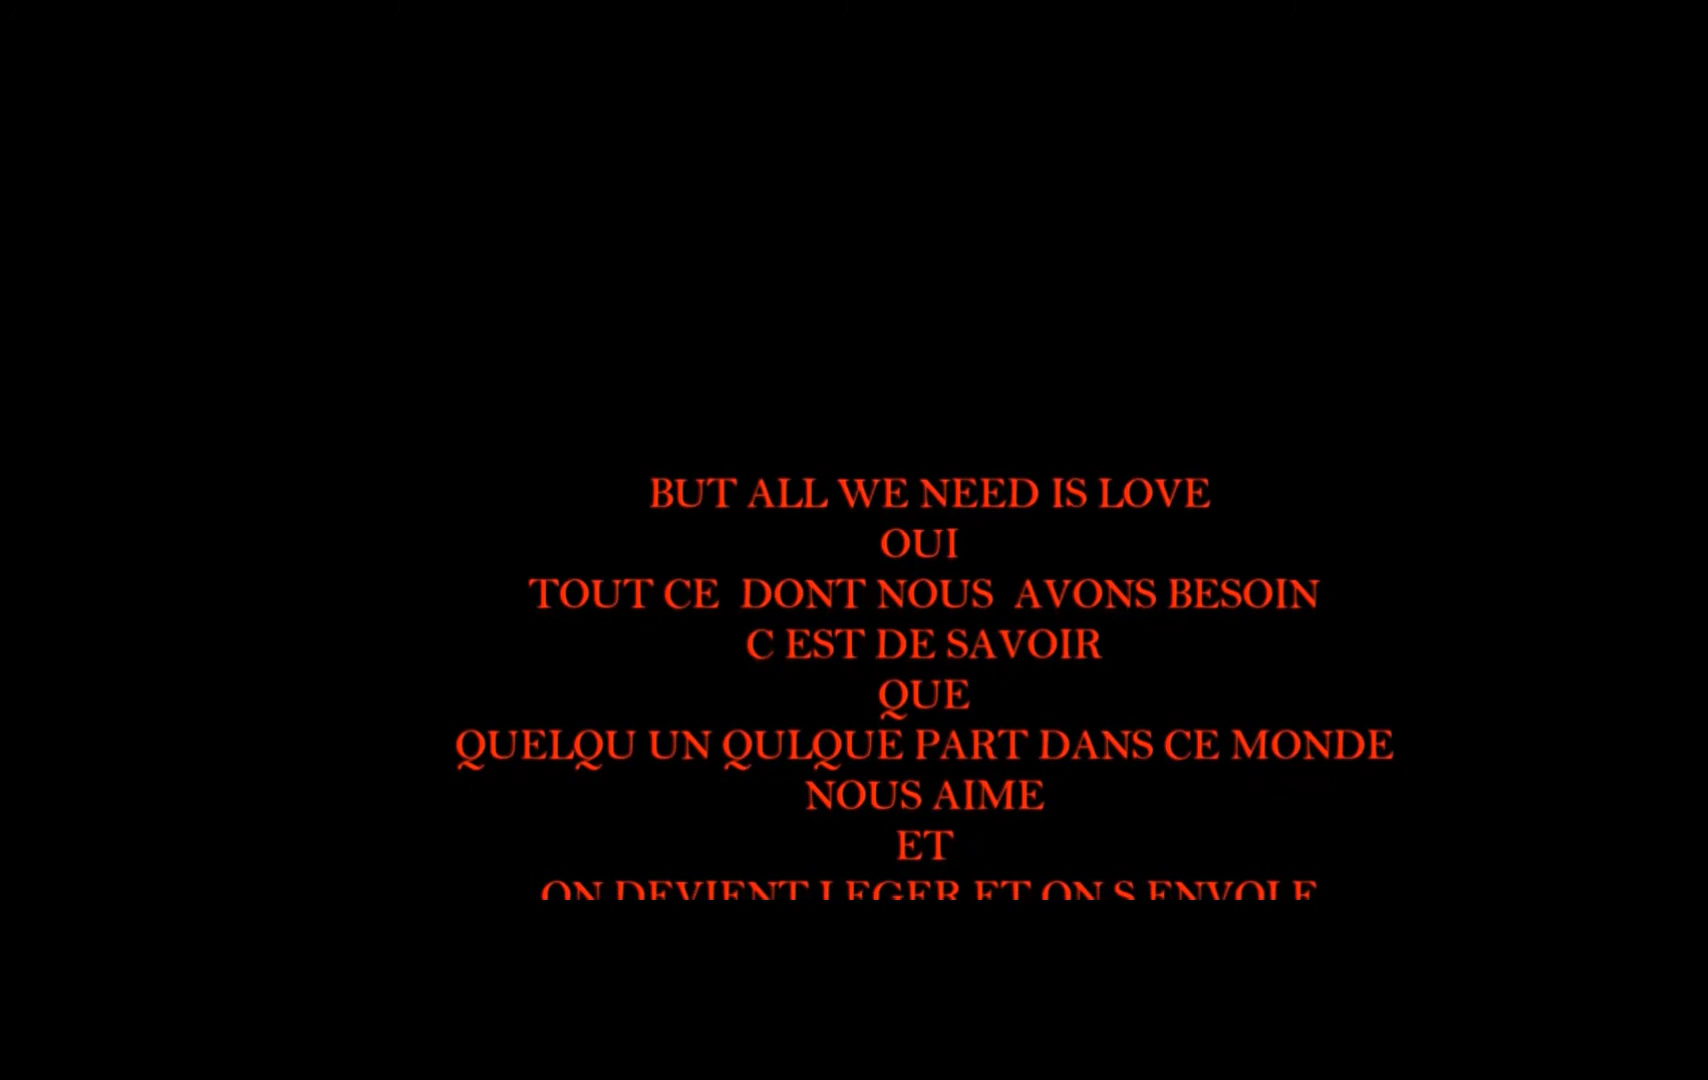 BUT ALL WE NEED IS LOVE
OUI
TOUT CE  DONT NOUS  AVONS BESOIN
C EST DE SAVOIR
QUE
QUELQU UN QULQUE PART DANS CE MONDE
NOUS AIME
ET
ON DEVIENT LEGER ET ON S ENVOLE